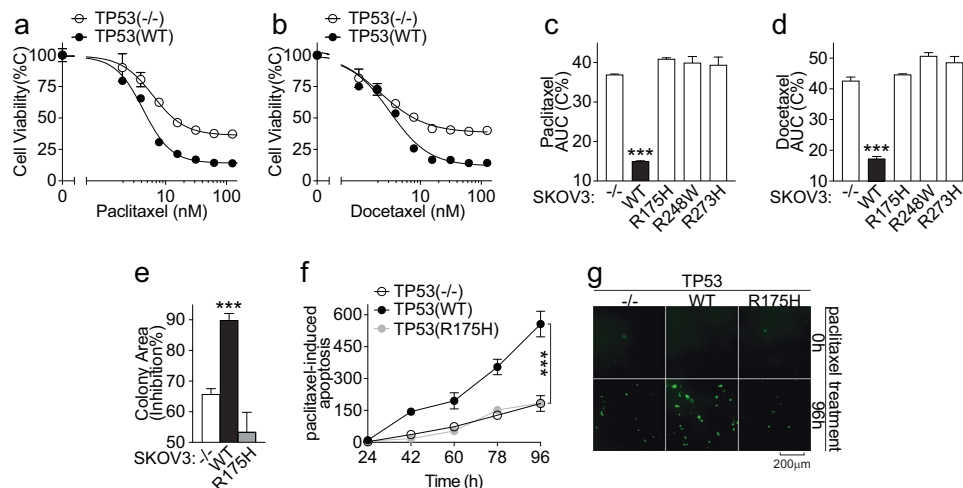 a
TP53(-/-)
TP53(WT)
Cell Viability(%C)
100
75
50
25
0
0
1
10
100
Paclitaxel (nM)
b
TP53(-/-)
TP53(WT)
Cell Viability(%C)
100
75
50
25
0
0
1
10
100
Docetaxel (nM)
c
Paclitaxel
AUC (C%)
40
30
20
10
***
SKOV3:
-/-
WT
R175H
R248W
R273H
d
Docetaxel
AUC (C%)
50
40
30
20
10
***
SKOV3:
-/-
WT
R175H
R248W
R273H
e
Colony Area
(Inhibition%)
90
80
70
60
50
***
SKOV3:
-/-
WT
R175H
f
TP53(-/-)
TP53(WT)
TP53(R175H)
paclitaxel-induced
apoptosis
600
450
300
150
0
***
24
42
60
78
96
Time (h)
g
TP53
-/-
WT
R175H
paclitaxel treatment
0h
96h
200μm